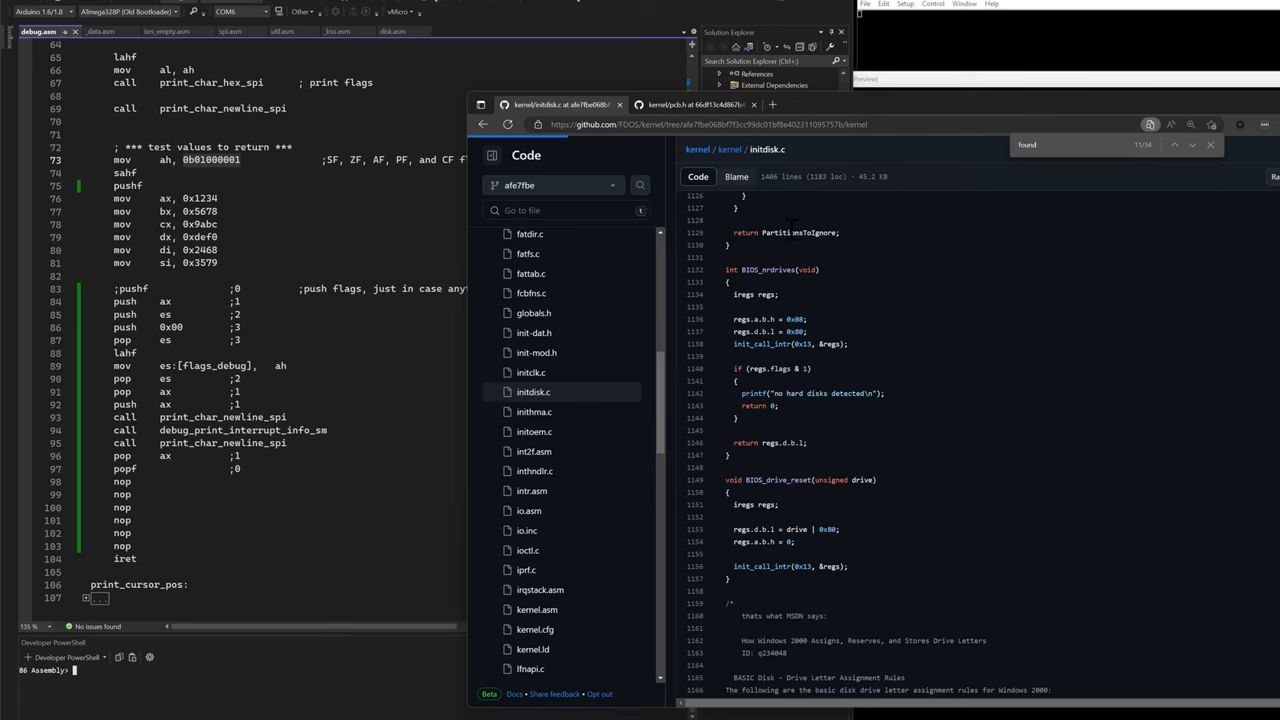 Arduino 1.6/1.8
ATmega328P (Old Bootloader)
COM6
Other
vMicro
File Edit Setup Control Window Help
debug.asm
_data.asm
isrs_empty.asm
spi.asm
util.asm
_bss.asm
disk.asm
Solution Explorer
Search Solution Explorer (Ctrl+;)
References
External Dependencies
Preview)
64
65 lahf
66 mov al, ah
67 call print_char_hex_spi ; print flags
68
69 call print_char_newline_spi
70
71
72 ; *** test values to return ***
73 mov ah, 0b01000001 ;SF, ZF, AF, PF, and CF fl
74 sahf
75 pushf
76 mov ax, 0x1234
77 mov bx, 0x5678
78 mov cx, 0x9abc
79 mov dx, 0xdef0
80 mov di, 0x2468
81 mov si, 0x3579
82
83 ;pushf ;0 ;push flags, just in case any
84 push ax ;1
85 push es ;2
86 push 0x00 ;3
87 pop es ;3
88 lahf
89 mov es:[flags_debug], ah
90 pop es ;2
91 pop ax ;1
92 push ax ;1
93 call print_char_newline_spi
94 call debug_print_interrupt_info_sm
95 call print_char_newline_spi
96 pop ax ;1
97 popf ;0
98 nop
99 nop
100 nop
101 nop
102 nop
103 nop
104 iret
105
106 print_cursor_pos:
107 ...
135 %
No issues found
Developer PowerShell
Developer PowerShell
86 Assembly>
kernel/initdisk.c at afe7fbe068bf
kernel/pcb.h at 66df13c4d867b4
https://github.com/FDOS/kernel/tree/afe7fbe068bf7f3cc99dc01bf8e402311095757b/kernel
found
11/34
Code
afe7fbe
Go to file
t
fatdir.c
fatfs.c
fattab.c
fcbfns.c
globals.h
init-dat.h
init-mod.h
initclk.c
initdisk.c
inithma.c
initoem.c
int2f.asm
inthndlr.c
intr.asm
io.asm
io.inc
ioctl.c
iprf.c
irqstack.asm
kernel.asm
kernel.cfg
kernel.ld
lfnapi.c
Beta Docs · Share feedback · Opt out
kernel / kernel / initdisk.c
Code Blame 1406 lines (1183 loc) · 45.2 KB
Ra
1126 }
1127 }
1128
1129 return PartitionsToIgnore;
1130 }
1131
1132 int BIOS_nrdrives(void)
1133 {
1134 iregs regs;
1135
1136 regs.a.b.h = 0x08;
1137 regs.d.b.l = 0x80;
1138 init_call_intr(0x13, &regs);
1139
1140 if (regs.flags & 1)
1141 {
1142 printf("no hard disks detected\n");
1143 return 0;
1144 }
1145
1146 return regs.d.b.l;
1147 }
1148
1149 void BIOS_drive_reset(unsigned drive)
1150 {
1151 iregs regs;
1152
1153 regs.d.b.l = drive | 0x80;
1154 regs.a.b.h = 0;
1155
1156 init_call_intr(0x13, &regs);
1157 }
1158
1159 /*
1160 thats what MSDN says:
1161
1162 How Windows 2000 Assigns, Reserves, and Stores Drive Letters
1163 ID: q234048
1164
1165 BASIC Disk - Drive Letter Assignment Rules
1166 The following are the basic disk drive letter assignment rules for Windows 2000: